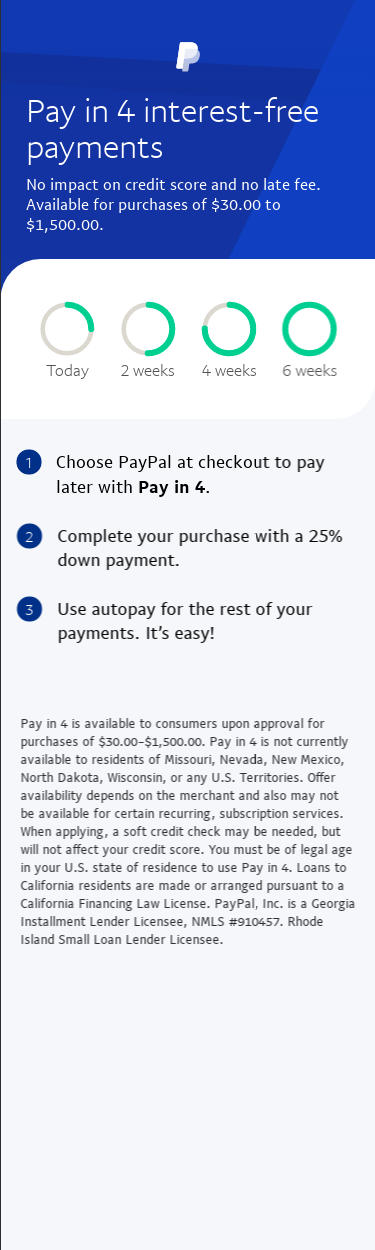 Pay in 4 interest-free
payments
No impact on credit score and no late fee.
Available for purchases of $30.00 to
$1,500.00.
Today 2 weeks 4 weeks 6 weeks
1 Choose PayPal at checkout to pay
later with Pay in 4.
2 Complete your purchase with a 25%
down payment.
3 Use autopay for the rest of your
payments. It’s easy!
Pay in 4 is available to consumers upon approval for
purchases of $30.00–$1,500.00. Pay in 4 is not currently
available to residents of Missouri, Nevada, New Mexico,
North Dakota, Wisconsin, or any U.S. Territories. Offer
availability depends on the merchant and also may not
be available for certain recurring, subscription services.
When applying, a soft credit check may be needed, but
will not affect your credit score. You must be of legal age
in your U.S. state of residence to use Pay in 4. Loans to
California residents are made or arranged pursuant to a
California Financing Law License. PayPal, Inc. is a Georgia
Installment Lender Licensee, NMLS #910457. Rhode
Island Small Loan Lender Licensee.